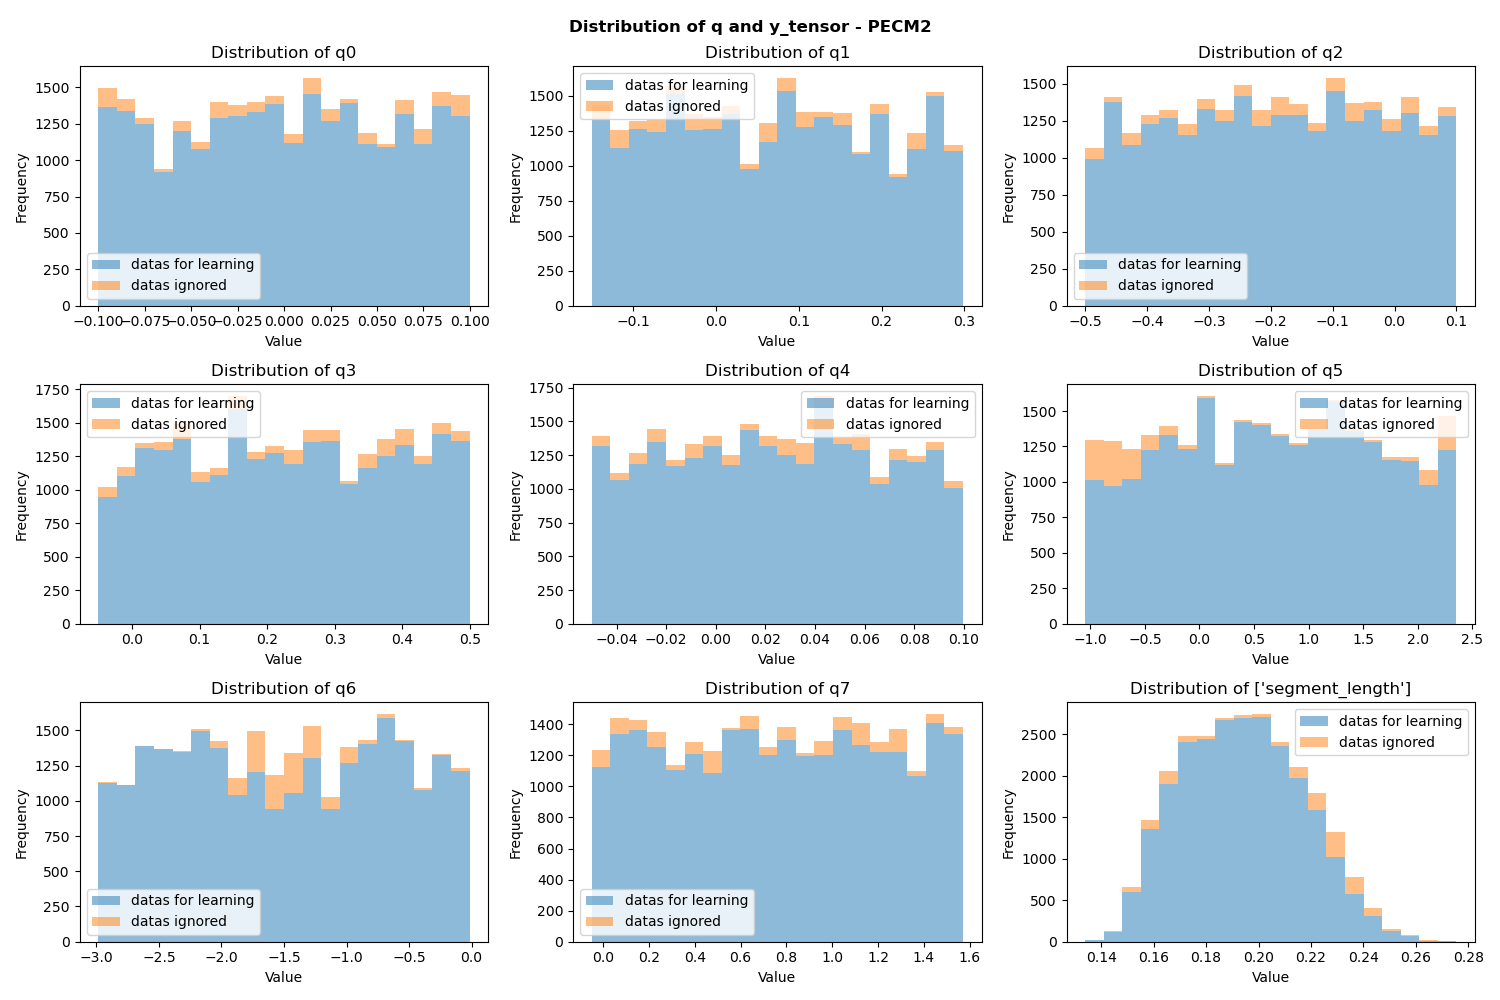 Distribution of q and y_tensor - PECM2
Distribution of q0
Frequency
1500
1250
1000
750
500
250
0
datas for learning
datas ignored
−0.100 −0.075 −0.050 −0.025 0.000 0.025 0.050 0.075 0.100
Value
Distribution of q1
Frequency
1500
1250
1000
750
500
250
0
datas for learning
datas ignored
−0.1 0.0 0.1 0.2 0.3
Value
Distribution of q2
Frequency
1500
1250
1000
750
500
250
0
datas for learning
datas ignored
−0.5 −0.4 −0.3 −0.2 −0.1 0.0 0.1
Value
Distribution of q3
Frequency
1750
1500
1250
1000
750
500
250
0
datas for learning
datas ignored
0.0 0.1 0.2 0.3 0.4 0.5
Value
Distribution of q4
Frequency
1750
1500
1250
1000
750
500
250
0
datas for learning
datas ignored
−0.04 −0.02 0.00 0.02 0.04 0.06 0.08 0.10
Value
Distribution of q5
Frequency
1500
1250
1000
750
500
250
0
datas for learning
datas ignored
−1.0 −0.5 0.0 0.5 1.0 1.5 2.0 2.5
Value
Distribution of q6
Frequency
1500
1250
1000
750
500
250
0
datas for learning
datas ignored
−3.0 −2.5 −2.0 −1.5 −1.0 −0.5 0.0
Value
Distribution of q7
Frequency
1400
1200
1000
800
600
400
200
0
datas for learning
datas ignored
0.0 0.2 0.4 0.6 0.8 1.0 1.2 1.4 1.6
Value
Distribution of ['segment_length']
Frequency
2500
2000
1500
1000
500
0
datas for learning
datas ignored
0.14 0.16 0.18 0.20 0.22 0.24 0.26 0.28
Value